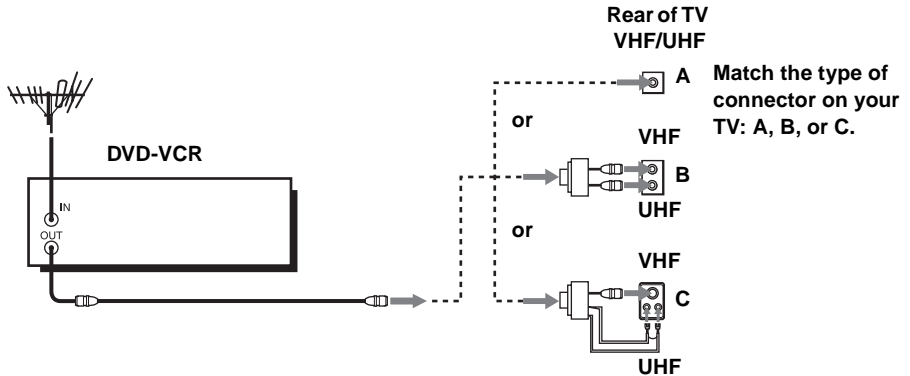 Rear of TV
VHF/UHF
A
Match the type of
connector on your
TV: A, B, or C.
or
DVD-VCR
VHF
B
UHF
IN
OUT
or
VHF
C
UHF